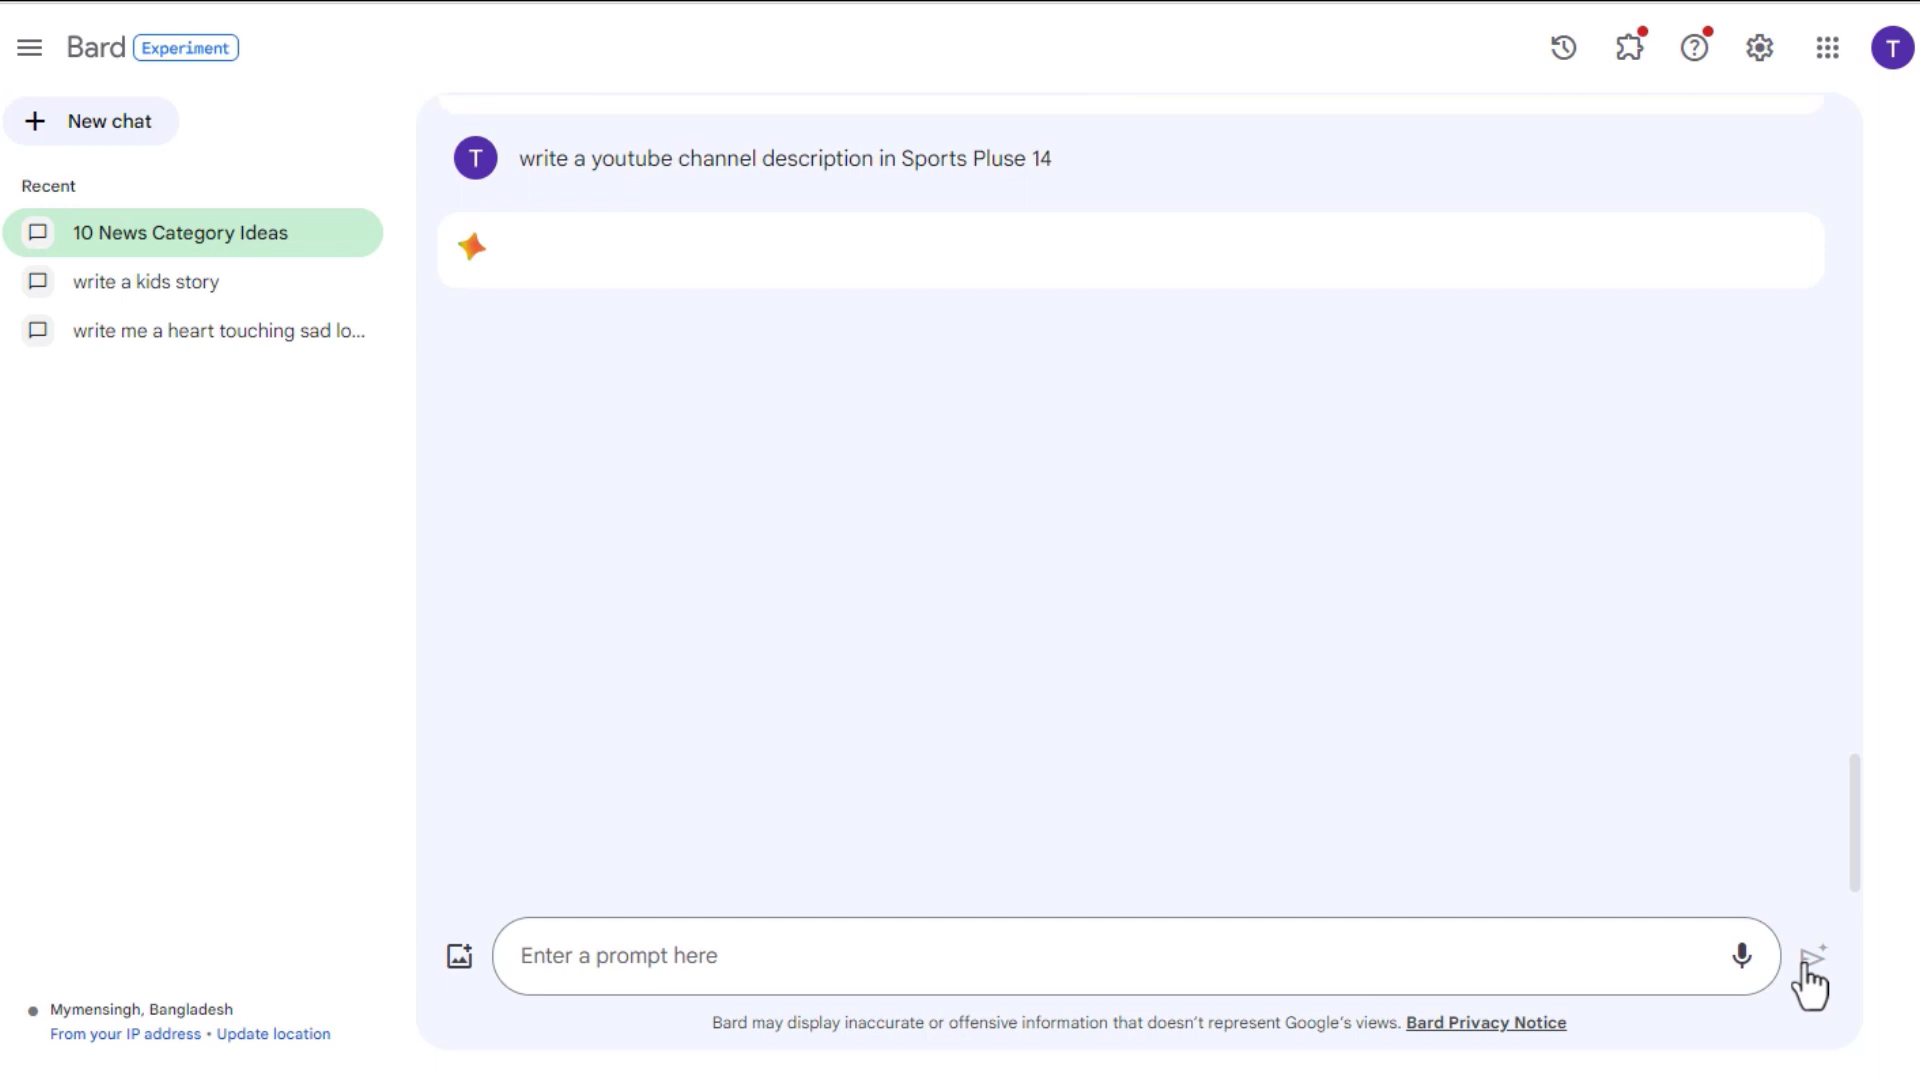 Bard Experiment
T
New chat
Recent
10 News Category Ideas
write a kids story
write me a heart touching sad lo...
T write a youtube channel description in Sports Pluse 14
Enter a prompt here
Mymensingh, Bangladesh
From your IP address • Update location
Bard may display inaccurate or offensive information that doesn’t represent Google’s views. Bard Privacy Notice